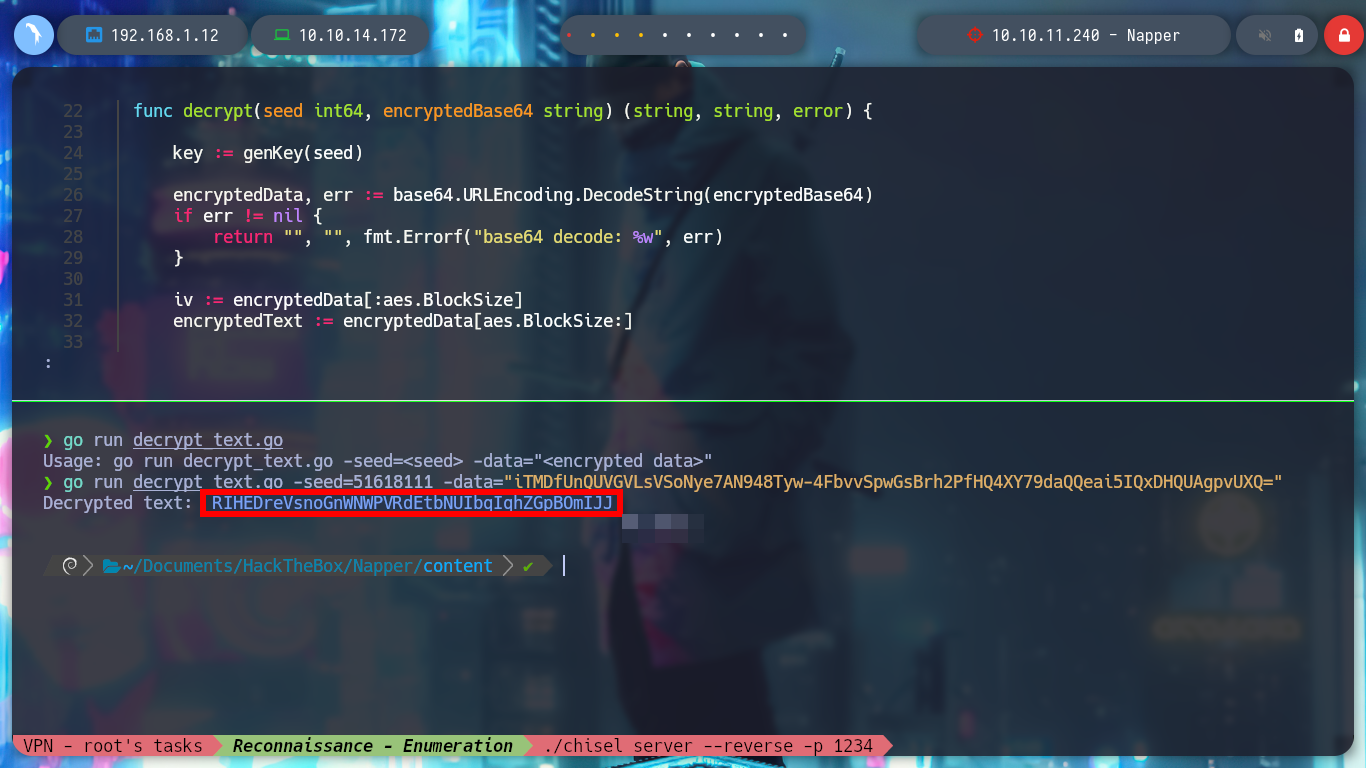 192.168.1.12 10.10.14.172 10.10.11.240 – Napper
22 func decrypt(seed int64, encryptedBase64 string) (string, string, error) {
23
24 key := genKey(seed)
25
26 encryptedData, err := base64.URLEncoding.DecodeString(encryptedBase64)
27 if err != nil {
28 return "", "", fmt.Errorf("base64 decode: %w", err)
29 }
30
31 iv := encryptedData[:aes.BlockSize]
32 encryptedText := encryptedData[aes.BlockSize:]
33
:
❯ go run decrypt_text.go
Usage: go run decrypt_text.go -seed=<seed> -data="<encrypted data>"
❯ go run decrypt_text.go -seed=51618111 -data="iTMDfUnQUVGVLsVSoNye7AN948Tyw-4FbvvSpwGsBrh2PfHQ4XY79daQQeai5IQxDHQUAgpvUXQ="
Decrypted text: RIHEDreVsnoGnWNWPVRdEtbNUIbqIqhZGpBOmIJJ
~/Documents/HackTheBox/Napper/content ✔
VPN – root's tasks Reconnaissance – Enumeration ./chisel server --reverse -p 1234